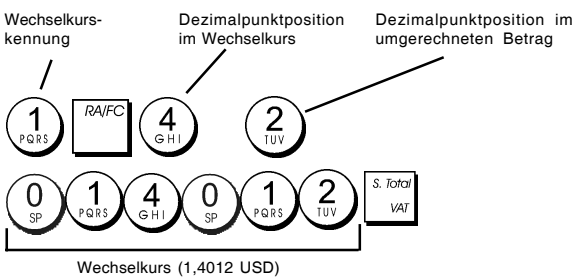 Wechselkurs-
kennung
Dezimalpunktposition
im Wechselkurs
Dezimalpunktposition im
umgerechneten Betrag
1 RA/FC 4 2
PQRS GHI TUV
0 1 4 0 1 2 S. Total
SP PQRS GHI SP PQRS TUV VAT
Wechselkurs (1,4012 USD)